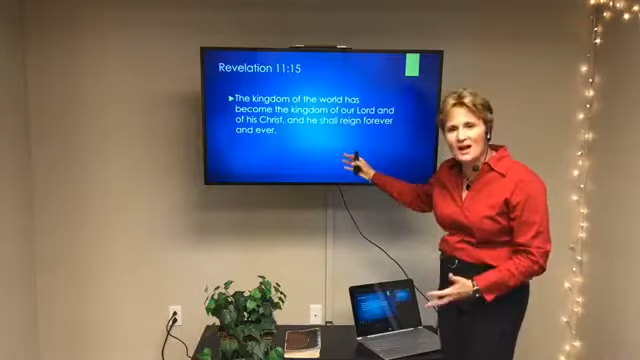 Revelation 11:15
The kingdom of the world has
become the kingdom of our Lord and
of his Christ, and he shall reign forever
and ever.